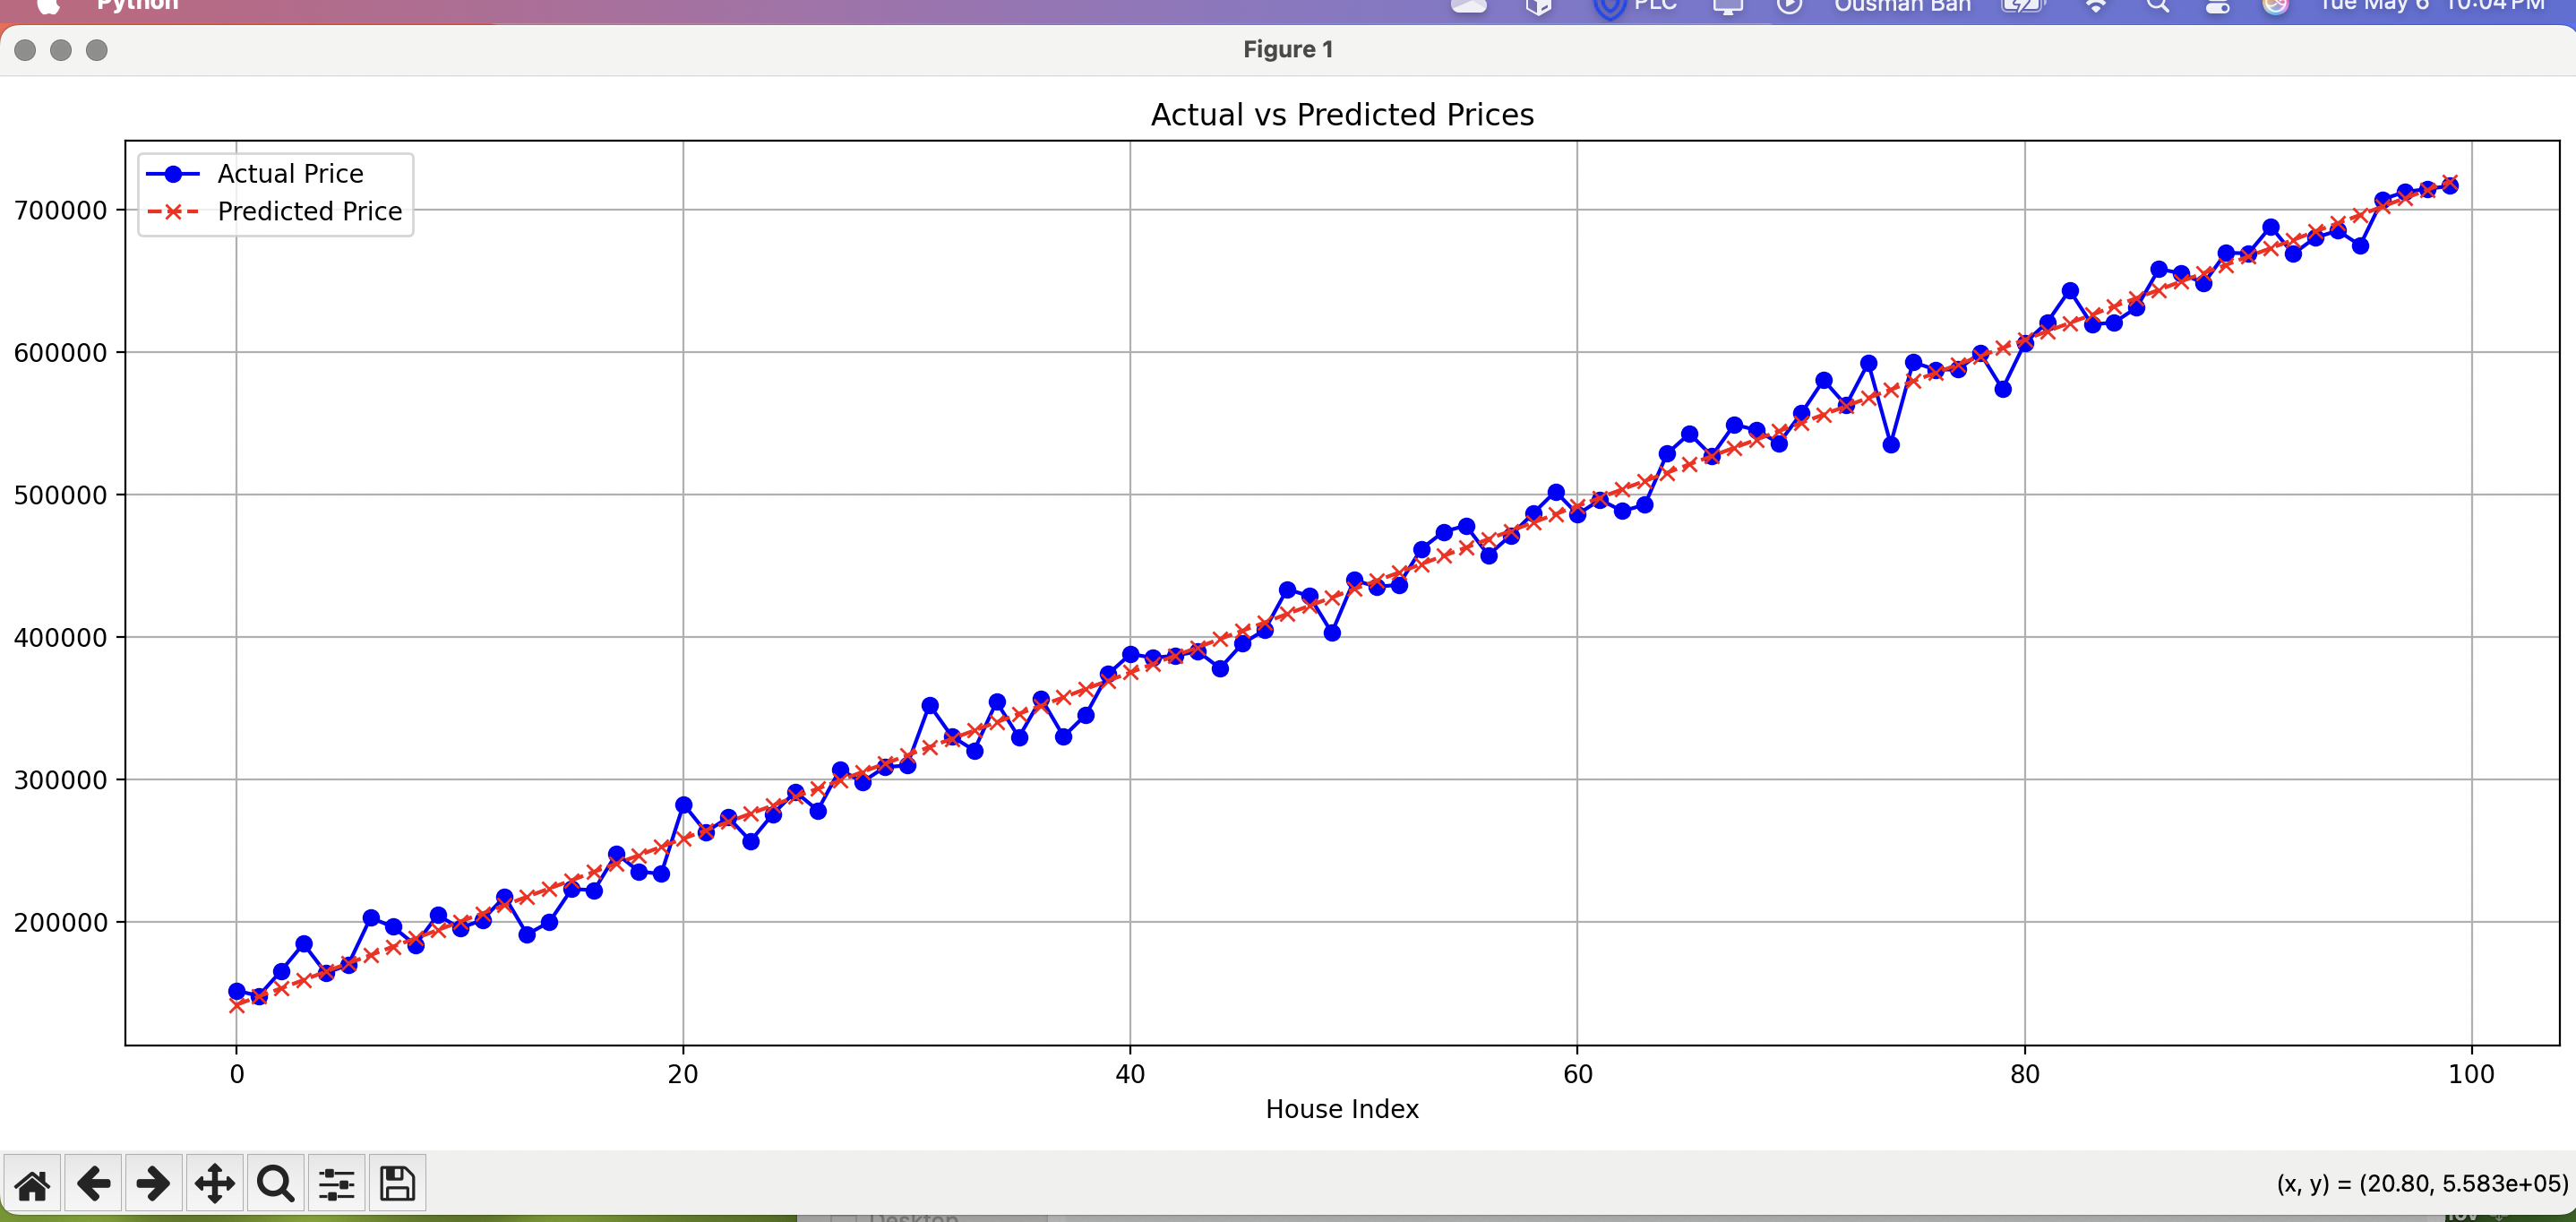 Python PLC Ousman Bah Tue May 6 10:04 PM
Figure 1
Actual vs Predicted Prices
Actual Price
Predicted Price
700000
600000
500000
400000
300000
200000
0 20 40 60 80 100
House Index
(x, y) = (20.80, 5.583e+05)
Desktop